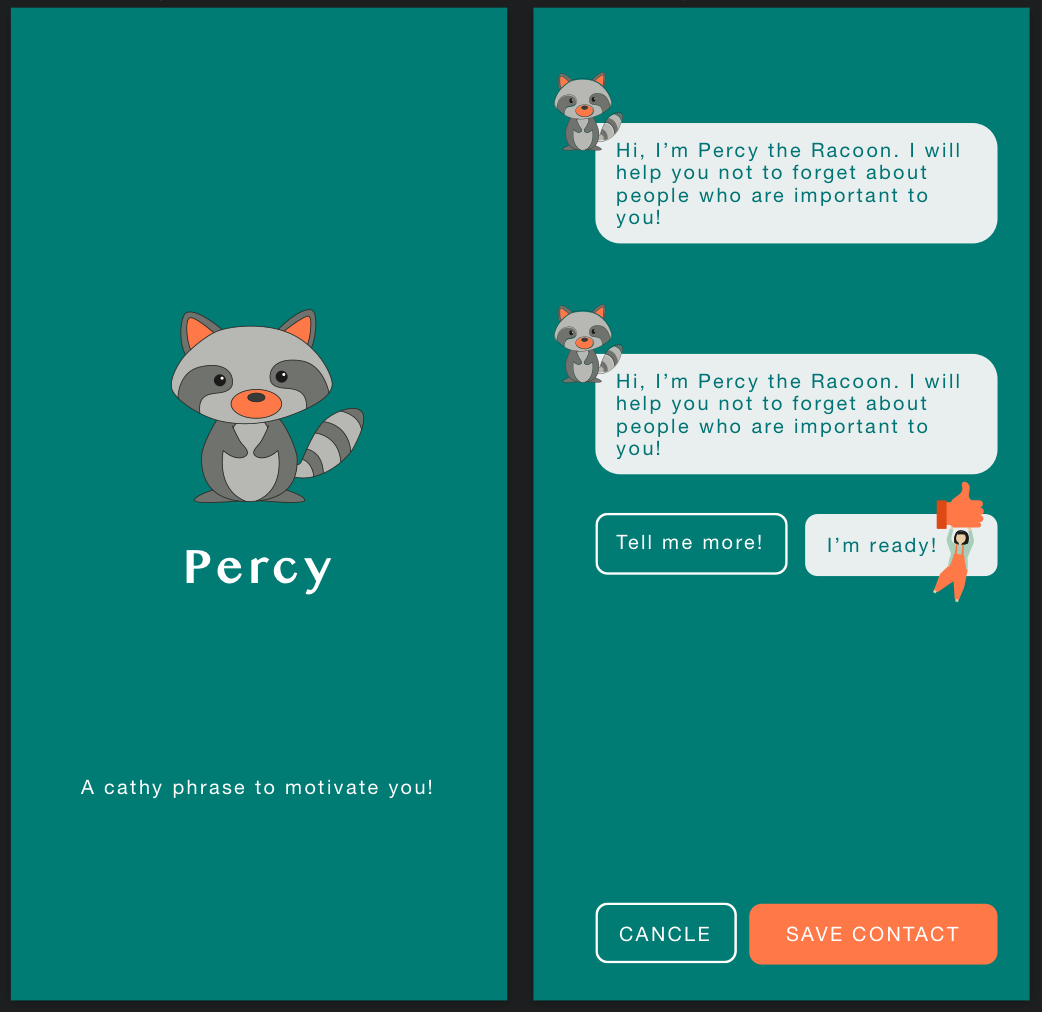 Percy
A cathy phrase to motivate you!
Hi, I’m Percy the Racoon. I will
help you not to forget about
people who are important to
you!
Hi, I’m Percy the Racoon. I will
help you not to forget about
people who are important to
you!
Tell me more!
I’m ready!
CANCLE
SAVE CONTACT